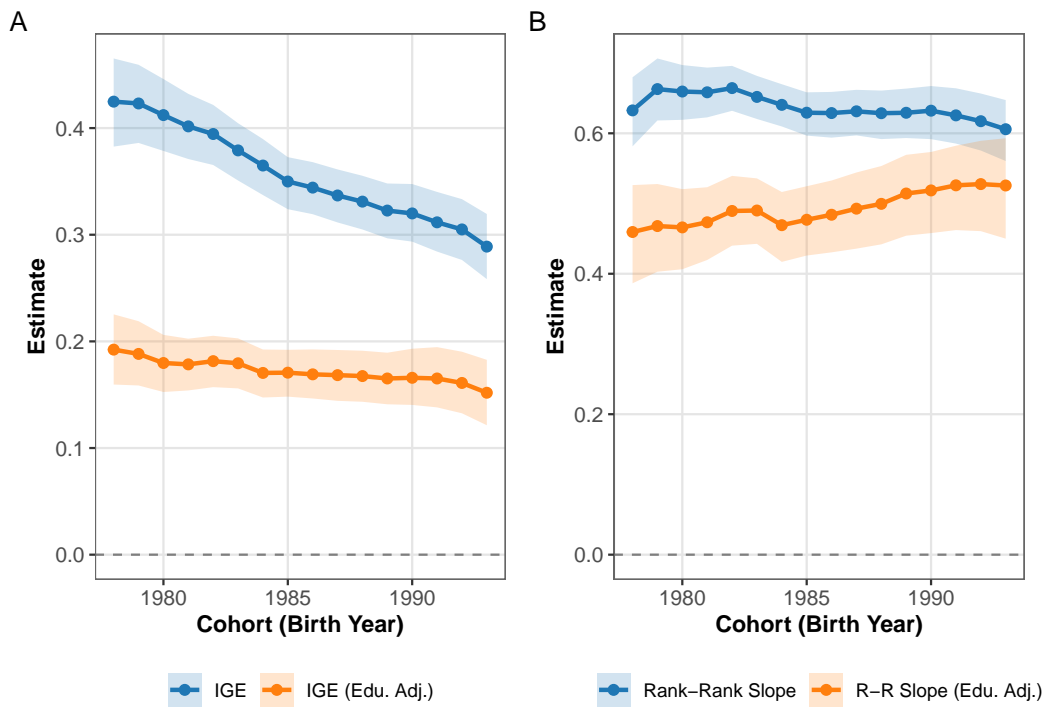 A
B
0.4
0.3
0.2
0.1
0.0
Estimate
1980
1985
1990
Cohort (Birth Year)
IGE
IGE (Edu. Adj.)
0.6
0.4
0.2
0.0
Estimate
1980
1985
1990
Cohort (Birth Year)
Rank−Rank Slope
R−R Slope (Edu. Adj.)